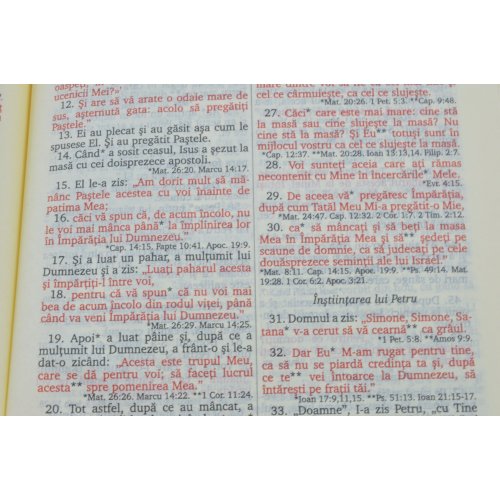 ucenicii Mei?»'
12. Şi are să vă arate o odaie mare de
sus, aşternută gata: acolo să pregătiţi
Paştele."
13. Ei au plecat şi au găsit aşa cum le
spusese El. Şi au pregătit Paştele.
14. Când* a sosit ceasul, Isus a şezut la
masă cu cei doisprezece apostoli.
*Mat. 26:20. Marcu 14:17.
15. El le-a zis: „Am dorit mult să mă-
nânc Paştele acestea cu voi înainte de
patima Mea;
16. căci vă spun că, de acum încolo, nu
le voi mai mânca până* la împlinirea lor
în Împărăţia lui Dumnezeu."
*Cap. 14:15. Fapte 10:41. Apoc. 19:9.
17. Şi a luat un pahar, a mulţumit lui
Dumnezeu şi a zis: „Luaţi paharul acesta
şi împărţiţi-l între voi,
18. pentru că vă spun* că nu voi mai
bea de acum încolo din rodul viţei, până
când va veni Împărăţia lui Dumnezeu."
*Mat. 26:29. Marcu 14:25.
19. Apoi* a luat pâine şi, după ce a
mulţumit lui Dumnezeu, a frânt-o şi le-a
dat-o zicând: „Acesta este trupul Meu,
care se dă pentru voi; să faceţi lucrul
acesta** spre pomenirea Mea."
*Mat. 26:26. Marcu 14:22. **1 Cor. 11:24.
20. Tot astfel, după ce au mâncat, a
cel ce cârmuieşte, ca cel ce slujeşte.
*Mat. 20:26. 1 Pet. 5:3. **Cap. 9:48.
27. Căci* care este mai mare: cine stă
la masă sau cine slujeşte la masă? Nu
cine stă la masă? Şi Eu** totuşi sunt în
mijlocul vostru ca cel ce slujeşte.
*Cap. 12:37. **Mat. 20:28. Ioan 13:13,14. Filip. 2:7.
28. Voi sunteţi aceia care aţi rămas
necontenit cu Mine în încercările* Mele.
*Evr. 4:15.
29. De aceea vă* pregătesc Împărăţia,
după cum Tatăl Meu Mi-a pregătit-o Mie,
*Mat. 24:47. Cap. 12:32. 2 Cor. 1:7. 2 Tim. 2:12.
30. ca* să mâncaţi şi să beţi la masa
Mea în Împărăţia Mea şi să** şedeţi pe
scaune de domnie, ca să judecaţi pe cele
douăsprezece seminţii ale lui Israel."
*Mat. 8:11. Cap. 14:15. Apoc. 19:9. **Ps. 49:14. Mat.
19:28. 1 Cor. 6:2. Apoc. 3:21.
Înştiinţarea lui Petru
31. Domnul a zis: „Simone, Simone, Sa-
tana* v-a cerut să vă cearnă** ca grâul.
*1 Pet. 5:8. **Amos 9:9.
32. Dar Eu* M-am rugat pentru tine,
ca să nu se piardă credinţa ta şi, după
ce te** vei întoarce la Dumnezeu, să
întăreşti pe fraţii tăi."
*Ioan 17:9,11,15. **Ps. 51:13. Ioan 21:15-17.
33. „Doamne", I-a zis Petru, „cu Tine